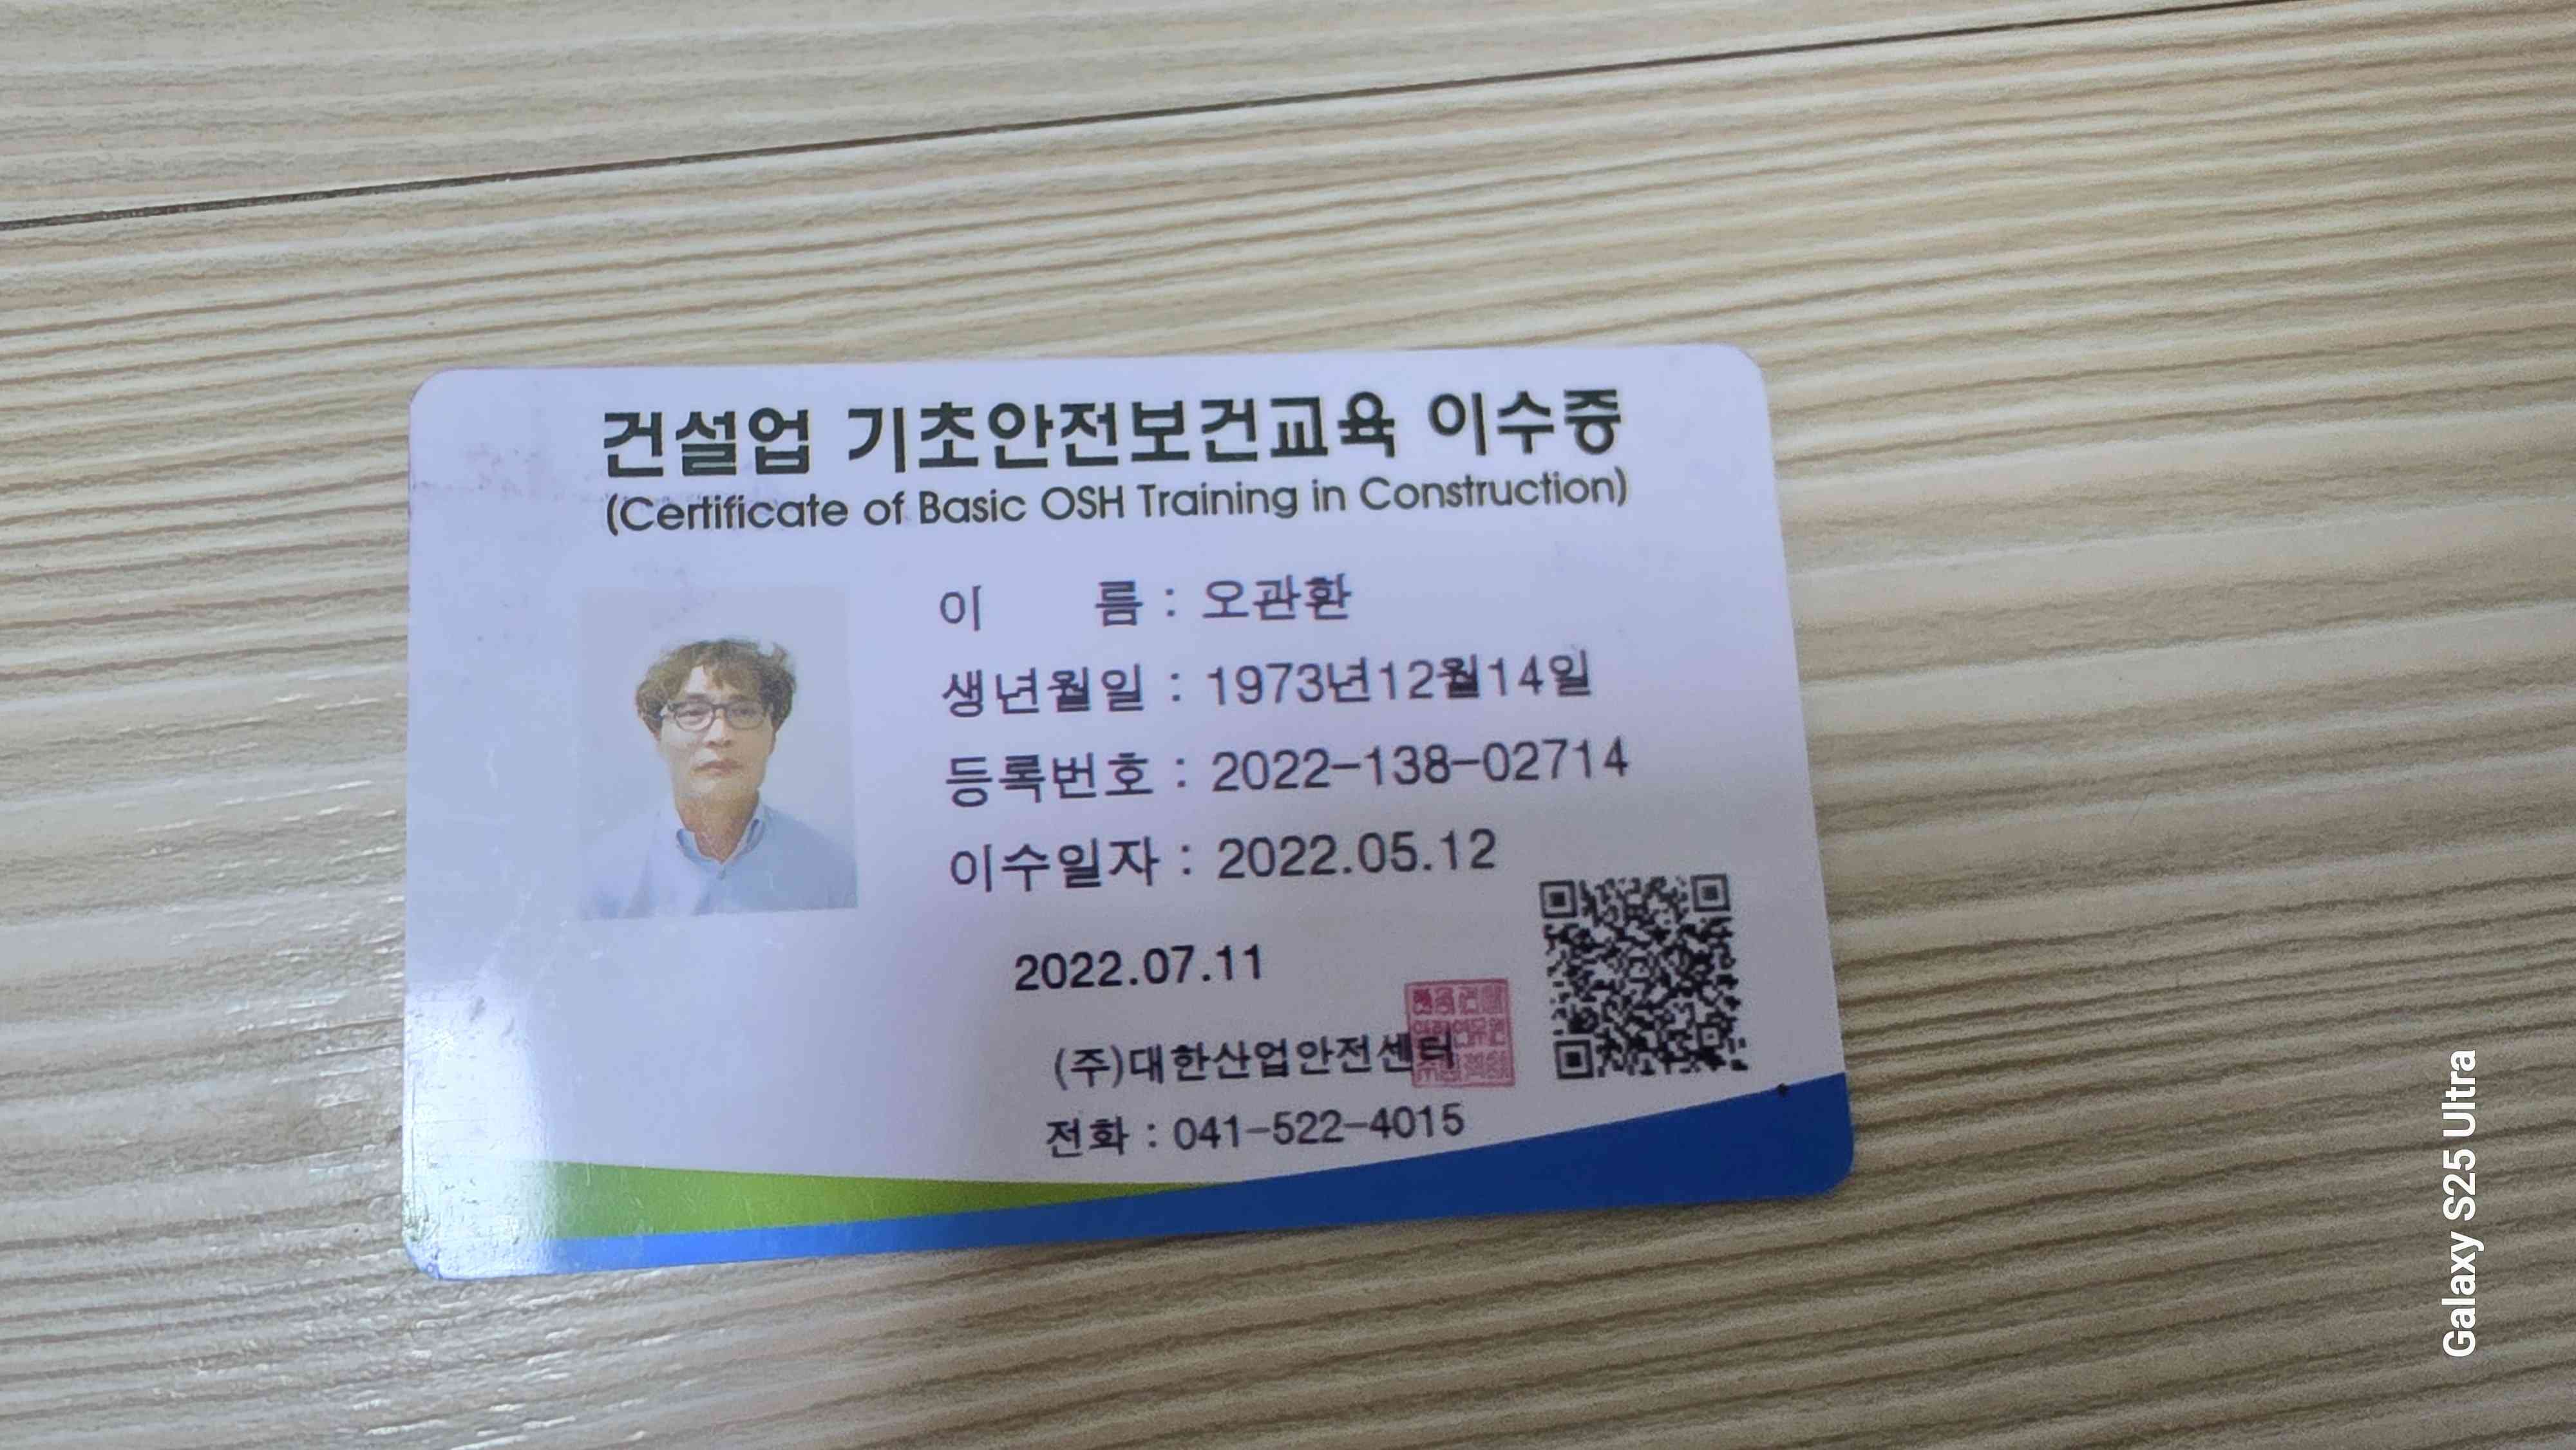 건설업 기초안전보건교육 이수증
(Certificate of Basic OSH Training in Construction)
이 름 : 오관환
생년월일 : 1973년12월14일
등록번호 : 2022-138-02714
이수일자 : 2022.05.12
2022.07.11
(주)대한산업안전센터
전화 : 041-522-4015
Galaxy S25 Ultra